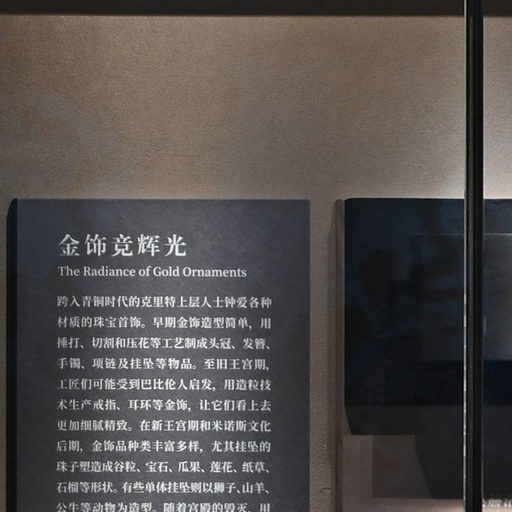 金饰竞辉光
The Radiance of Gold Ornaments
跨入青铜时代的克里特上层人士钟爱各种
材质的珠宝首饰。早期金饰造型简单，用
捶打、切割和压花等工艺制成头冠、发簪、
手镯、项链及挂坠等物品。至旧王宫期，
工匠们可能受到巴比伦人启发，用造粒技
术生产戒指、耳环等金饰，让它们看上去
更加细腻精致。在新王宫期和米诺斯文化
后期，金饰品种类丰富多样，尤其挂坠的
珠子塑造成谷粒、宝石、瓜果、莲花、纸草、
石榴等形状。有些单体挂坠则以狮子、山羊、
公牛等动物为造型。随着宫殿的毁灭，用